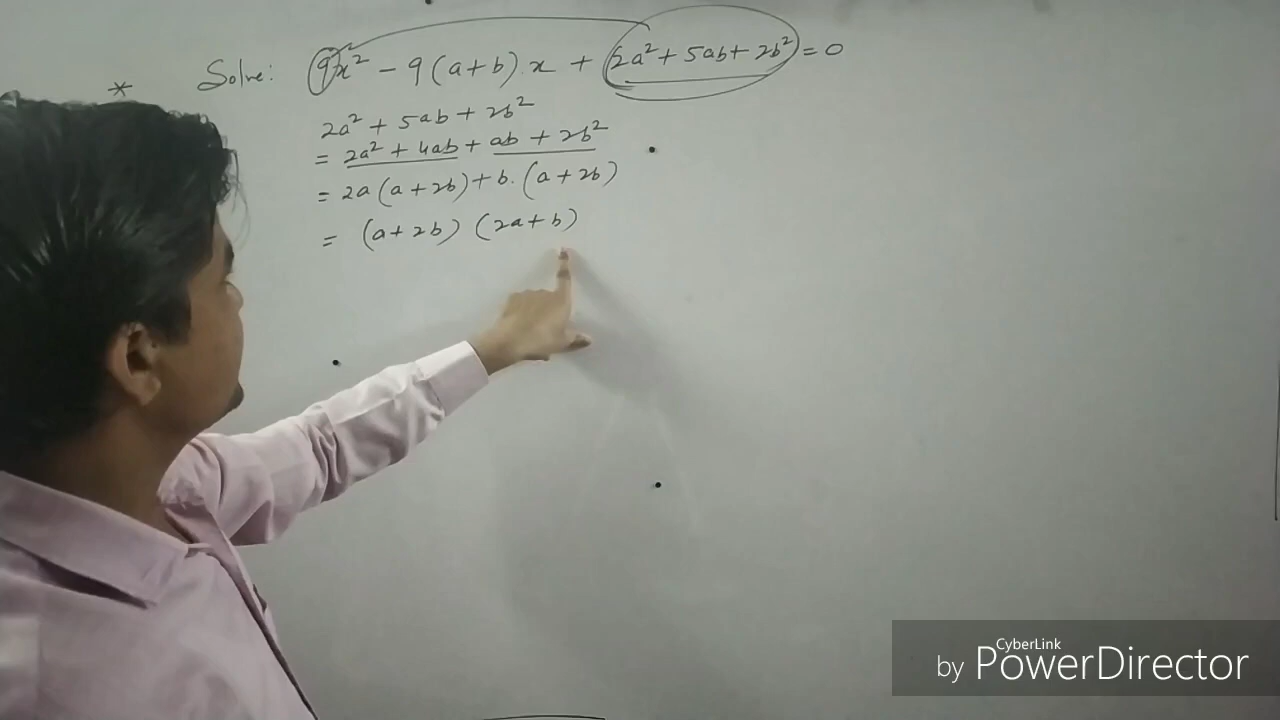 * Solve: 9x² - 9(a+b).x + (2a² + 5ab + 2b²) = 0
2a² + 5ab + 2b²
= 2a² + 4ab + ab + 2b²
= 2a(a+2b) + b.(a+2b)
= (a+2b) (2a+b)
CyberLink
by PowerDirector